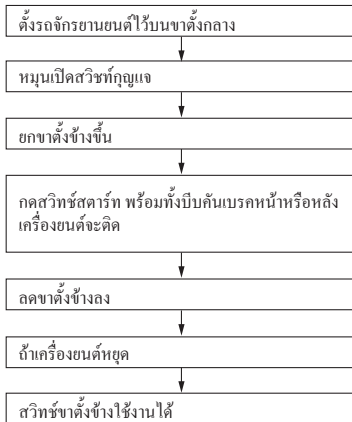 ตั้งรถจักรยานยนต์ไว้บนขาตั้งกลาง
หมุนเปิดสวิชท์กุญแจ
ยกขาตั้งข้างขึ้น
กดสวิทช์สตาร์ท พร้อมทั้งบีบคันเบรคหน้าหรือหลัง
เครื่องยนต์จะติด
ลดขาตั้งข้างลง
ถ้าเครื่องยนต์หยุด
สวิทช์ขาตั้งข้างใช้งานได้